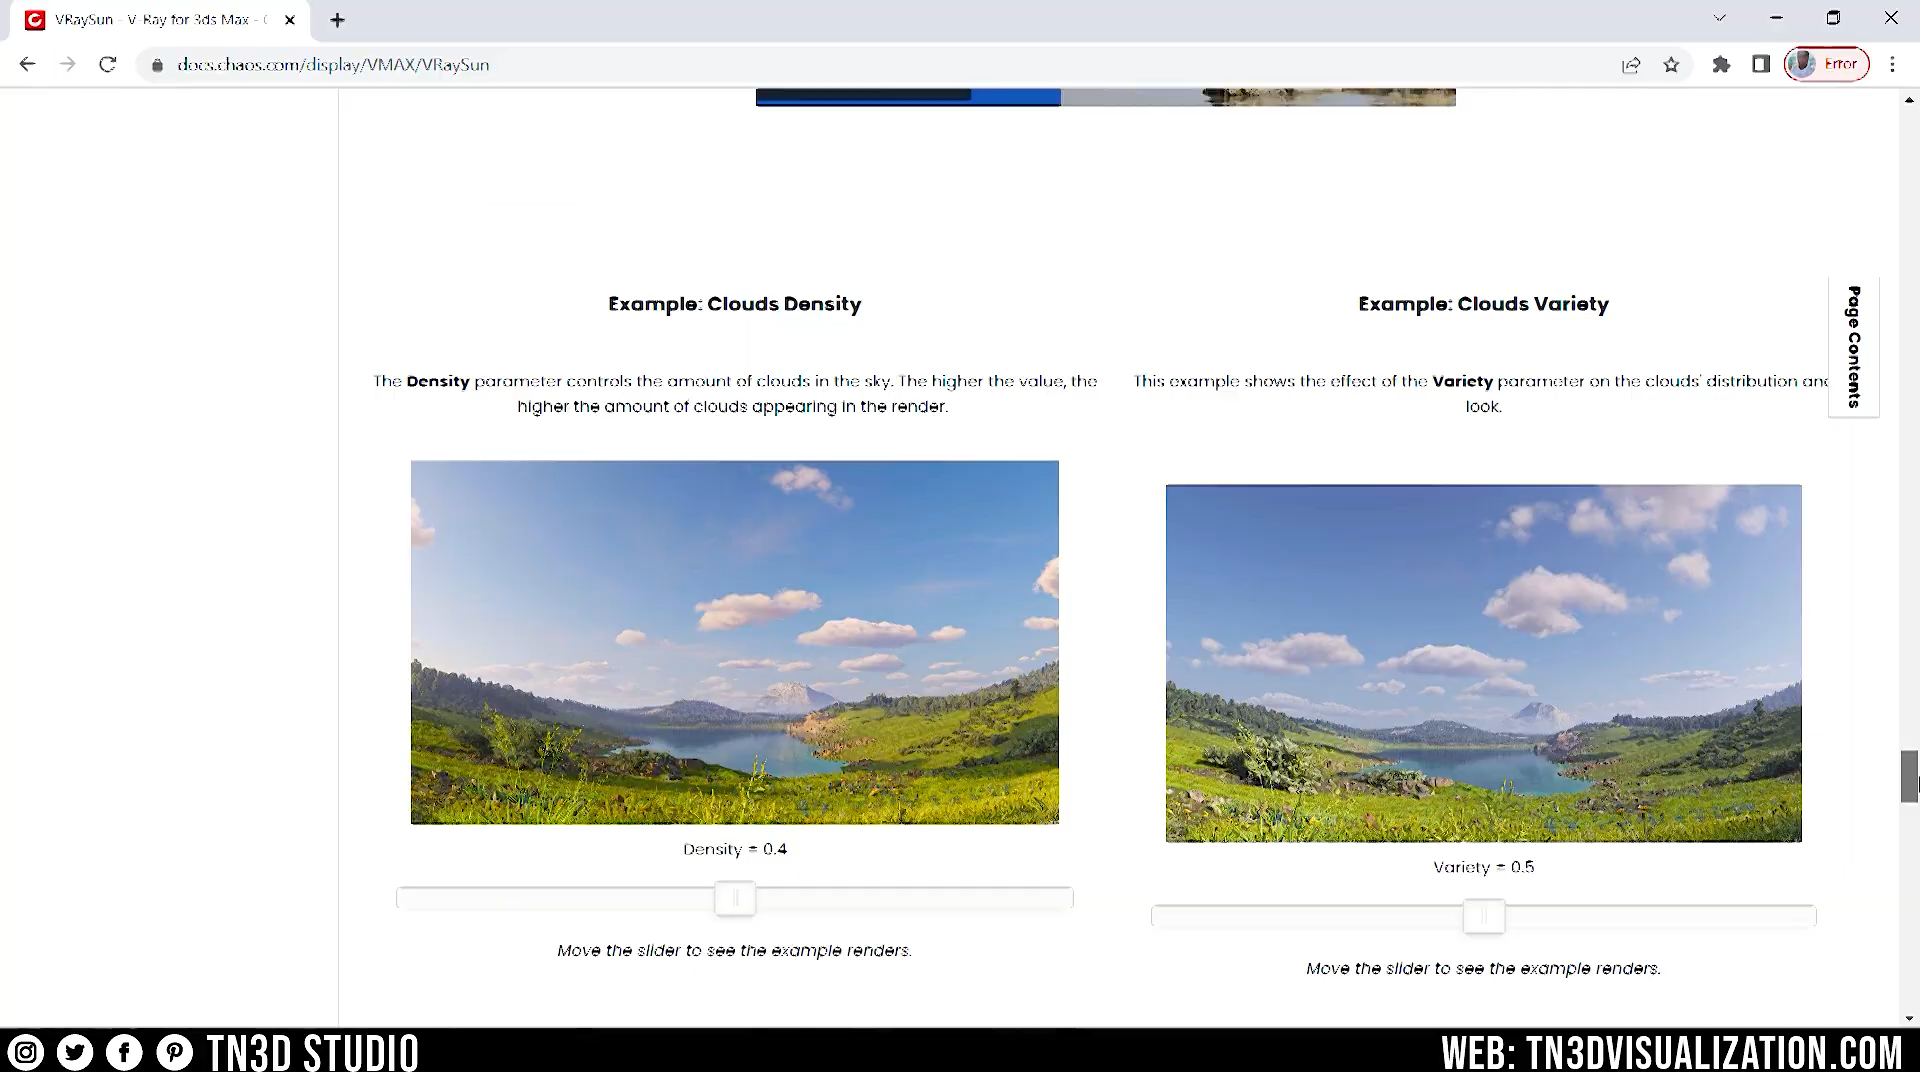 VRaySun - V-Ray for 3ds Max - C
docs.chaos.com/display/VMAX/VRaySun
Error
Example: Clouds Density
Example: Clouds Variety
Page Contents
The Density parameter controls the amount of clouds in the sky. The higher the value, the
higher the amount of clouds appearing in the render.
This example shows the effect of the Variety parameter on the clouds' distribution and
look.
Density = 0.4
Variety = 0.5
Move the slider to see the example renders.
Move the slider to see the example renders.
TN3D STUDIO
WEB: TN3DVISUALIZATION.COM